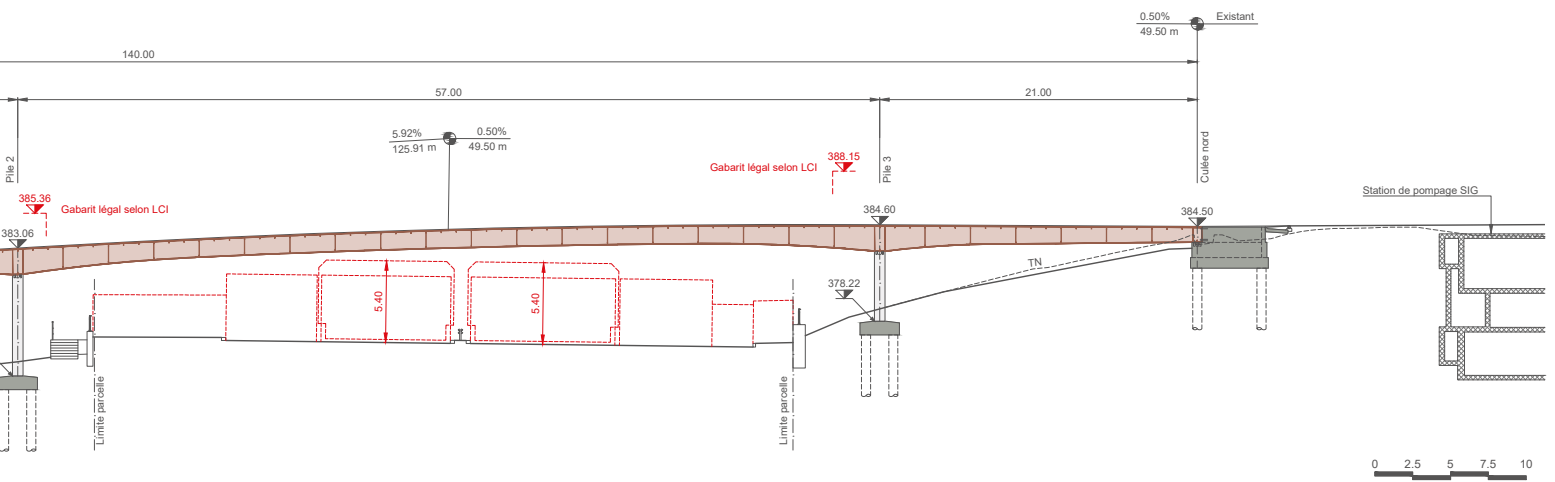 0.50% Existant
49.50 m
140.00
57.00
21.00
5.92% 0.50%
125.91 m 49.50 m
Pile 2
Pile 3
Culée nord
388.15
Gabarit légal selon LCI
385.36
Gabarit légal selon LCI
Station de pompage SIG
383.06
384.60
384.50
TN
378.22
5.40
5.40
Limite parcelle
Limite parcelle
0 2.5 5 7.5 10